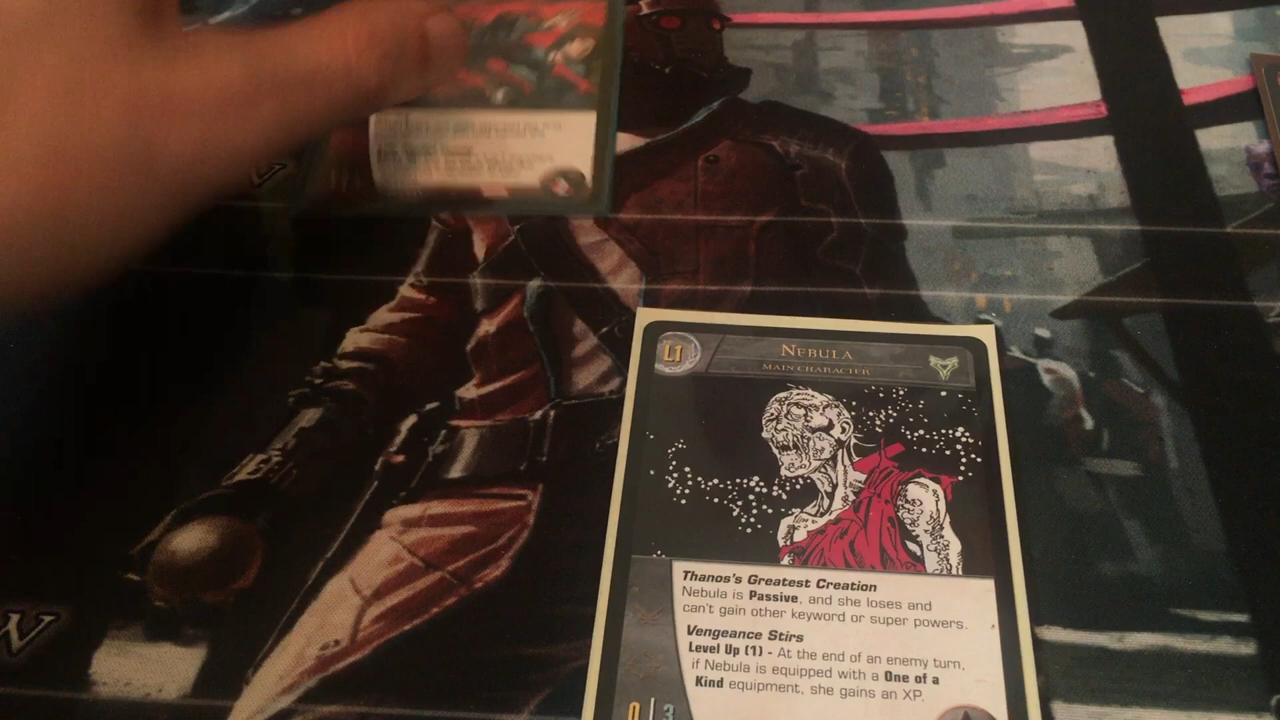 L1
NEBULA
MAIN CHARACTER
Thanos's Greatest Creation
Nebula is Passive, and she loses and
can't gain other keyword or super powers.
Vengeance Stirs
Level Up (1) - At the end of an enemy turn,
if Nebula is equipped with a One of a
Kind equipment, she gains an XP.
0 | 3